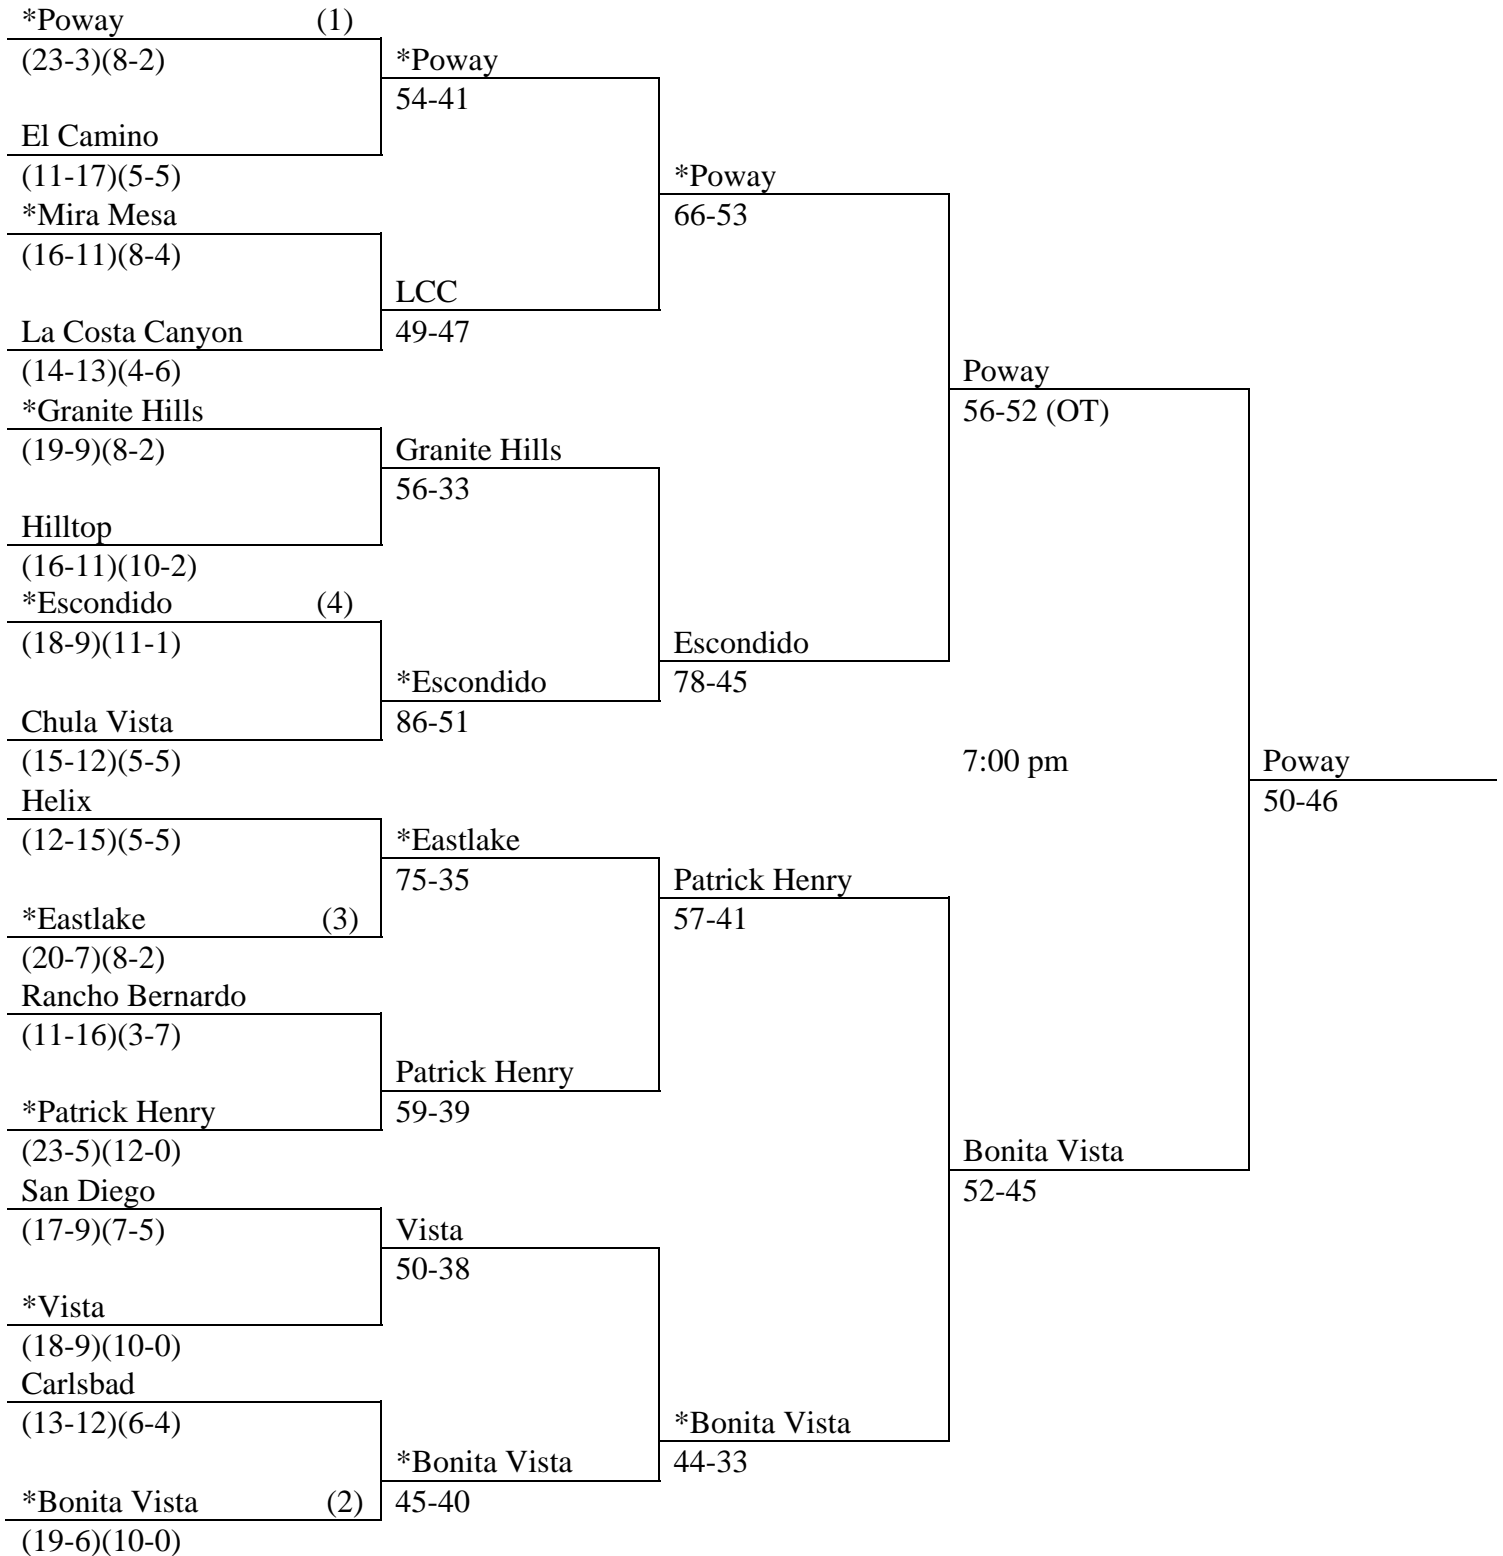 *Poway (1)
(23-3)(8-2)
*Poway
54-41
El Camino
(11-17)(5-5)
*Poway
66-53
*Mira Mesa
(16-11)(8-4)
LCC
49-47
La Costa Canyon
(14-13)(4-6)
Poway
56-52 (OT)
*Granite Hills
(19-9)(8-2)
Granite Hills
56-33
Hilltop
(16-11)(10-2)
*Escondido (4)
(18-9)(11-1)
Escondido
78-45
*Escondido
86-51
Chula Vista
(15-12)(5-5)
7:00 pm
Poway
50-46
Helix
(12-15)(5-5)
*Eastlake
75-35
Patrick Henry
57-41
*Eastlake (3)
(20-7)(8-2)
Rancho Bernardo
(11-16)(3-7)
Patrick Henry
59-39
*Patrick Henry
(23-5)(12-0)
Bonita Vista
52-45
San Diego
(17-9)(7-5)
Vista
50-38
*Vista
(18-9)(10-0)
Carlsbad
(13-12)(6-4)
*Bonita Vista
44-33
*Bonita Vista
45-40
*Bonita Vista (2)
(19-6)(10-0)